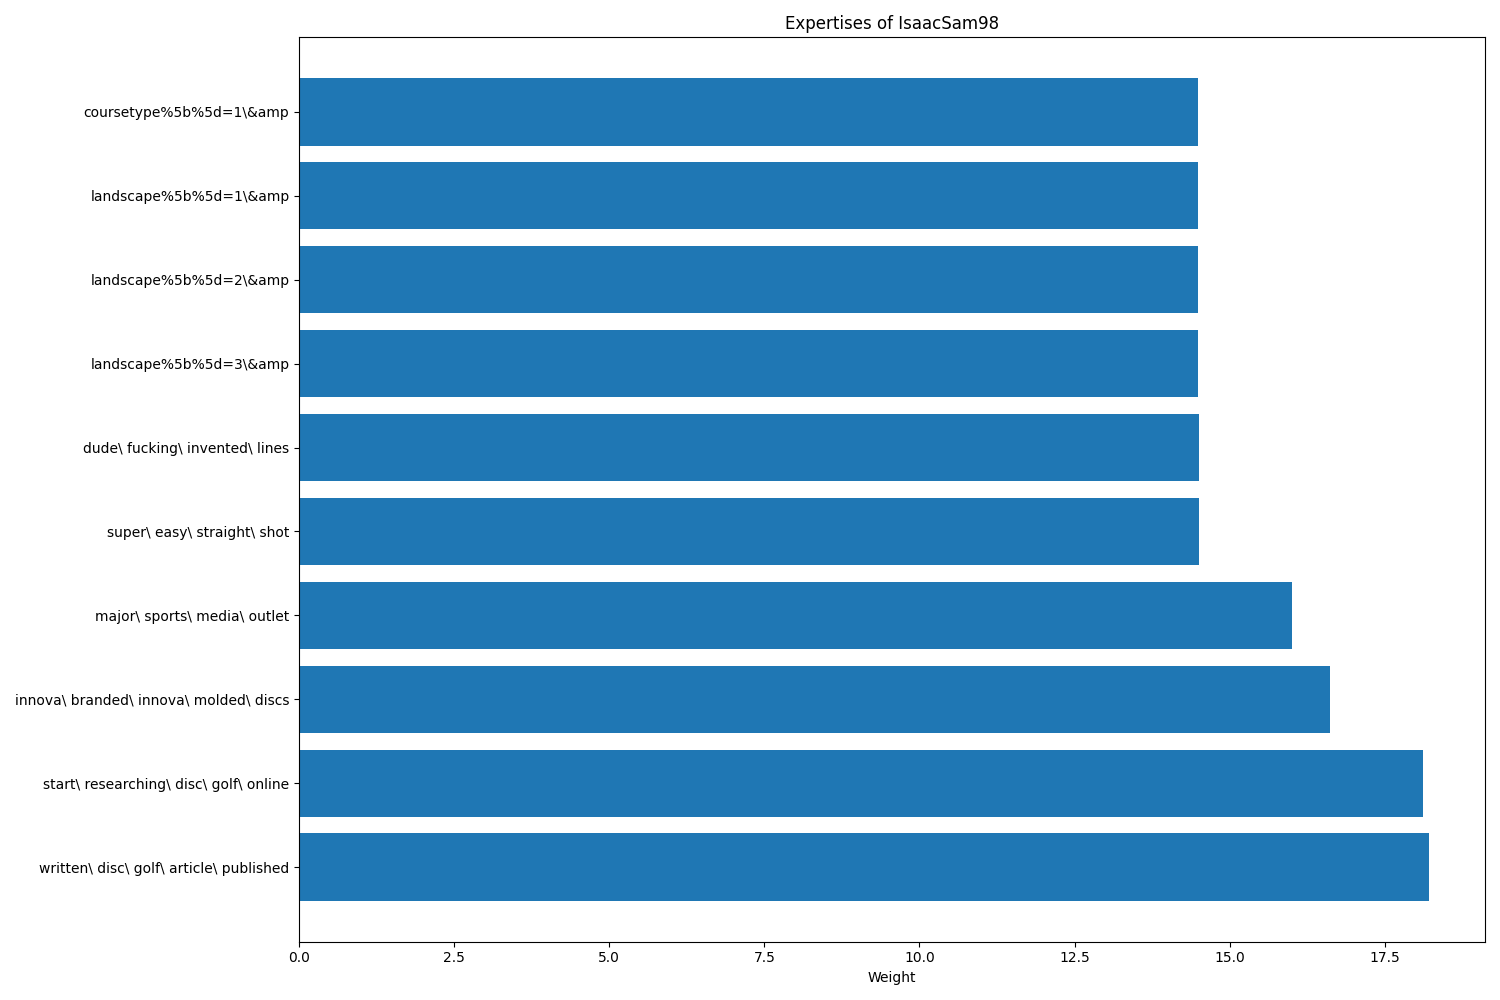 Expertises of IsaacSam98
coursetype%5b%5d=1\&amp
landscape%5b%5d=1\&amp
landscape%5b%5d=2\&amp
landscape%5b%5d=3\&amp
dude\ fucking\ invented\ lines
super\ easy\ straight\ shot
major\ sports\ media\ outlet
innova\ branded\ innova\ molded\ discs
start\ researching\ disc\ golf\ online
written\ disc\ golf\ article\ published
0.0 2.5 5.0 7.5 10.0 12.5 15.0 17.5
Weight